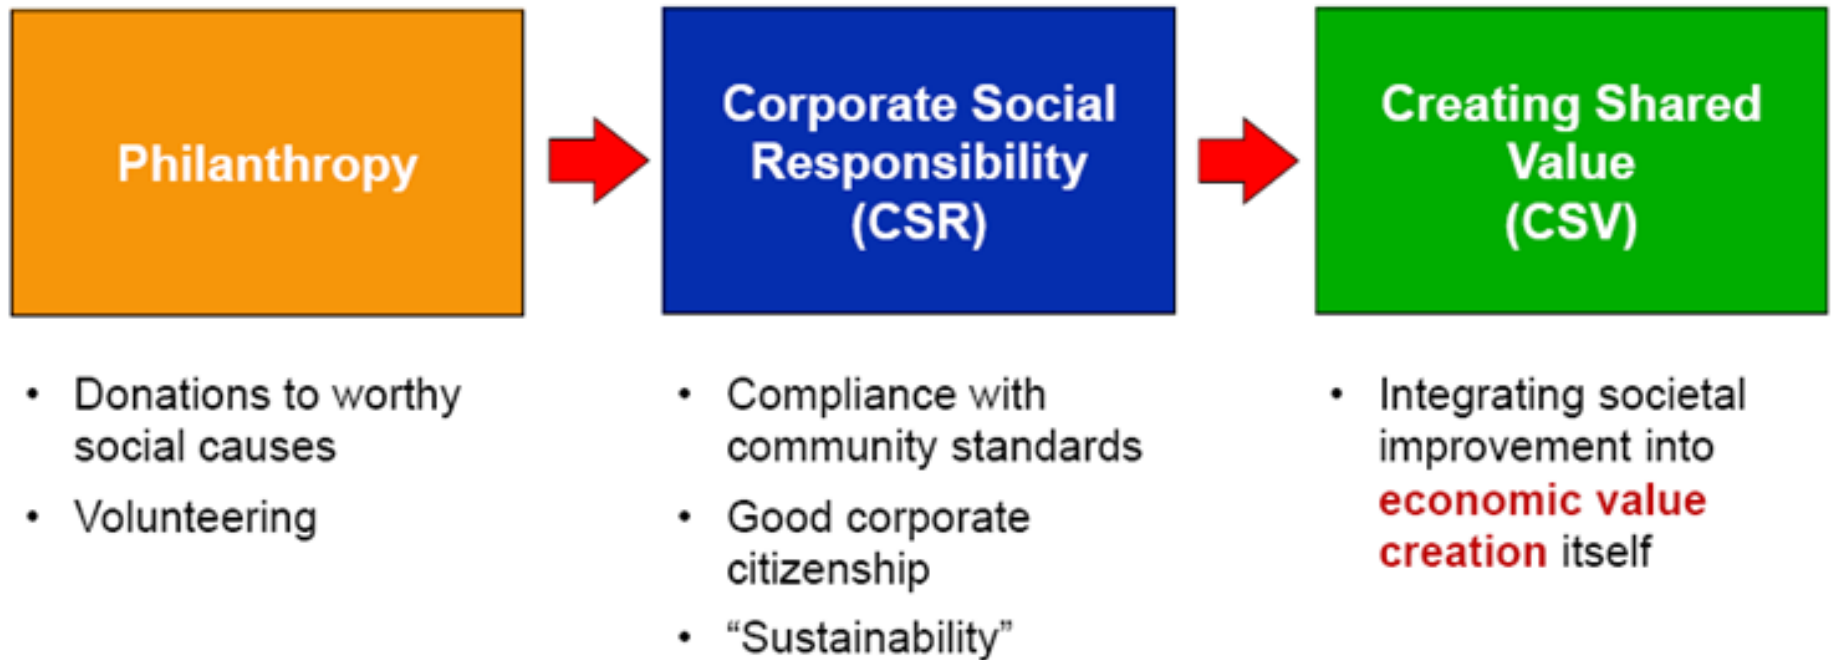 Philanthropy
• Donations to worthy
social causes
• Volunteering
Corporate Social
Responsibility
(CSR)
• Compliance with
community standards
• Good corporate
citizenship
• “Sustainability”
Creating Shared
Value
(CSV)
• Integrating societal
improvement into
economic value
creation itself